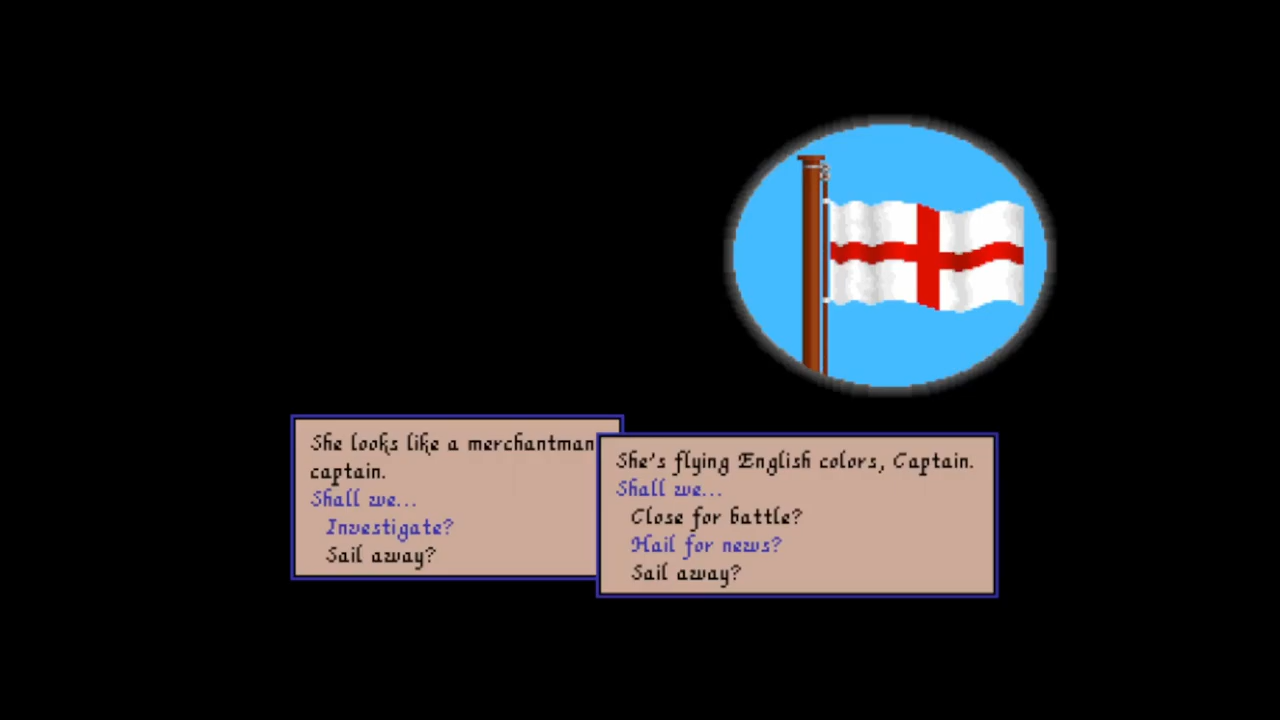 She looks like a merchantman
captain.
Shall we...
Investigate?
Sail away?
She's flying English colors, Captain.
Shall we...
Close for battle?
Hail for news?
Sail away?